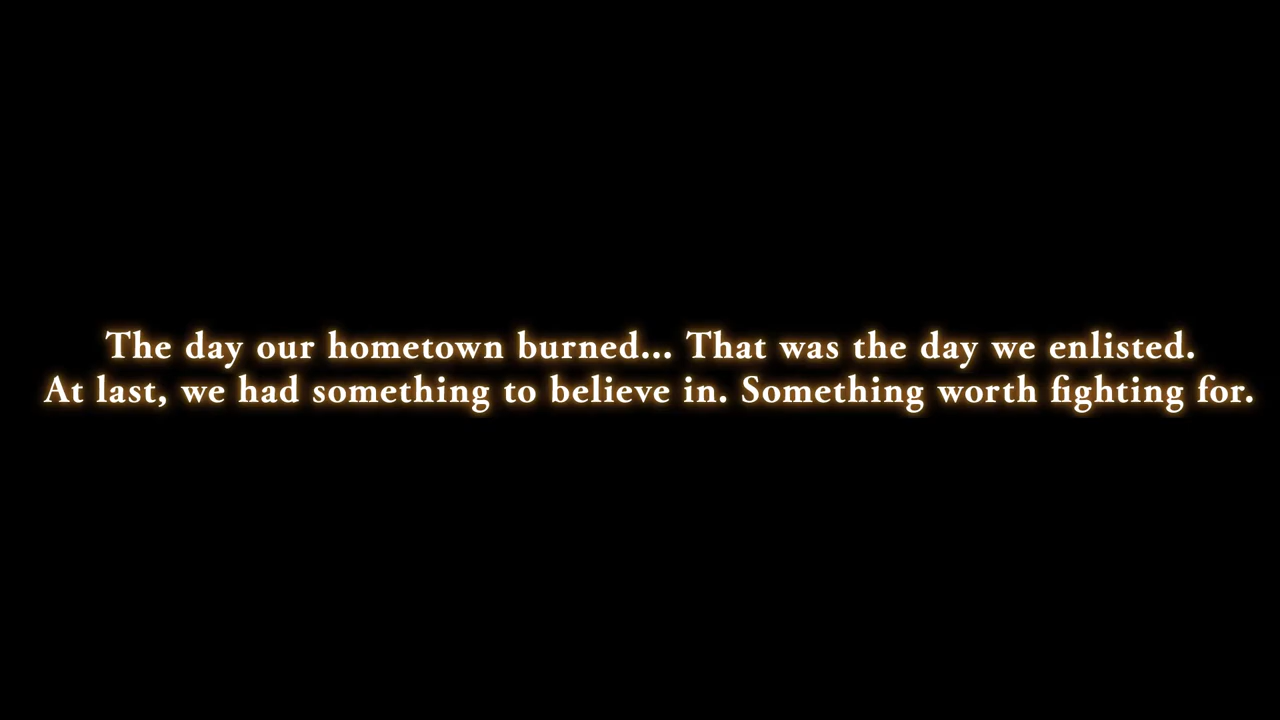 The day our hometown burned... That was the day we enlisted.
At last, we had something to believe in. Something worth fighting for.